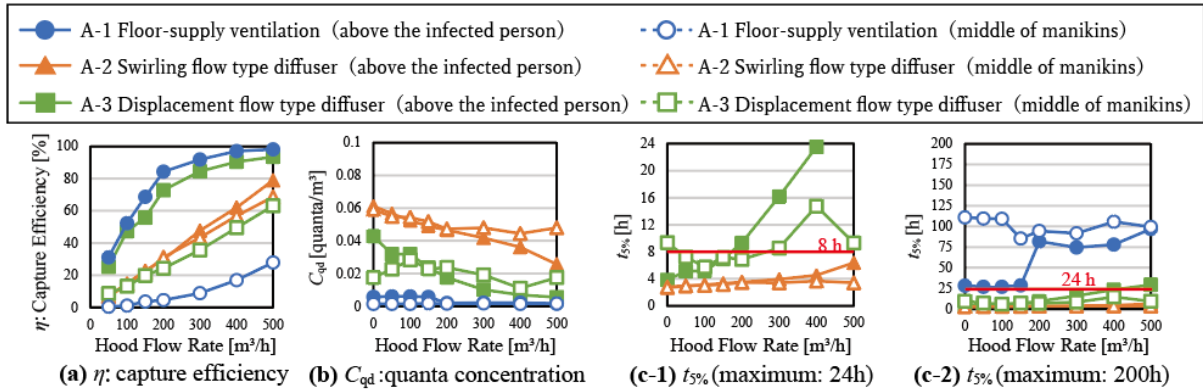 A-1 Floor-supply ventilation (above the infected person)
A-1 Floor-supply ventilation (middle of manikins)
A-2 Swirling flow type diffuser (above the infected person)
A-2 Swirling flow type diffuser (middle of manikins)
A-3 Displacement flow type diffuser (above the infected person)
A-3 Displacement flow type diffuser (middle of manikins)
η: Capture Efficiency [%]
100
80
60
40
20
0
0 100 200 300 400 500
Hood Flow Rate [m³/h]
(a) η: capture efficiency
Cqd [quanta/m³]
0.1
0.08
0.06
0.04
0.02
0
0 100 200 300 400 500
Hood Flow Rate [m³/h]
(b) Cqd :quanta concentration
t5% [h]
24
20
16
12
8
4
0
8 h
0 100 200 300 400 500
Hood Flow Rate [m³/h]
(c-1) t5% (maximum: 24h)
t5% [h]
200
175
150
125
100
75
50
25
0
24 h
0 100 200 300 400 500
Hood Flow Rate [m³/h]
(c-2) t5% (maximum: 200h)